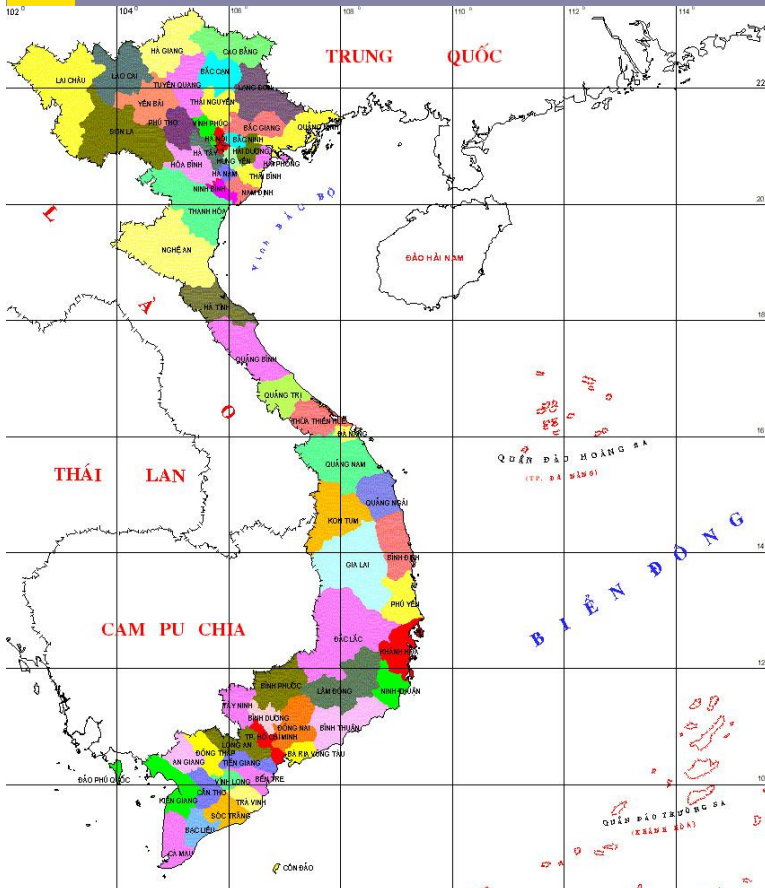 102 104 106 108 110 112 114
TRUNG QUỐC
HÀ GIANG
CAO BẰNG
LAI CHÂU
LAO CAI
BẮC CẠN
TUYÊN QUANG
LẠNG SƠN
22
YÊN BÁI
THÁI NGUYÊN
PHÚ THỌ
VĨNH PHÚC
BẮC GIANG
QUẢNG NINH
SƠN LA
HÀ NỘI
BẮC NINH
HÀ TÂY
HẢI DƯƠNG
HÒA BÌNH
HƯNG YÊN
HẢI PHÒNG
HÀ NAM
THÁI BÌNH
NINH BÌNH
NAM ĐỊNH
20
THANH HÓA
Vịnh BẮC BỘ
LÀO
NGHỆ AN
ĐẢO HẢI NAM
HÀ TĨNH
18
QUẢNG BÌNH
QUẢNG TRỊ
THỪA THIÊN HUẾ
ĐÀ NẴNG
16
QUẦN ĐẢO HOÀNG SA
(TP. ĐÀ NẴNG)
THÁI LAN
QUẢNG NAM
QUẢNG NGÃI
KON TUM
BIỂN ĐÔNG
14
BÌNH ĐỊNH
GIA LAI
PHÚ YÊN
CAM PU CHIA
ĐẮC LẮC
KHÁNH HÒA
12
BÌNH PHƯỚC
LÂM ĐỒNG
NINH THUẬN
TÂY NINH
BÌNH DƯƠNG
ĐỒNG NAI
BÌNH THUẬN
TP. HỒ CHÍ MINH
LONG AN
BÀ RỊA VŨNG TÀU
ĐỒNG THÁP
AN GIANG
TIỀN GIANG
ĐẢO PHÚ QUỐC
VĨNH LONG
BẾN TRE
10
KIÊN GIANG
CẦN THƠ
TRÀ VINH
SÓC TRĂNG
QUẦN ĐẢO TRƯỜNG SA
(KHÁNH HÒA)
BẠC LIÊU
CÀ MAU
CÔN ĐẢO